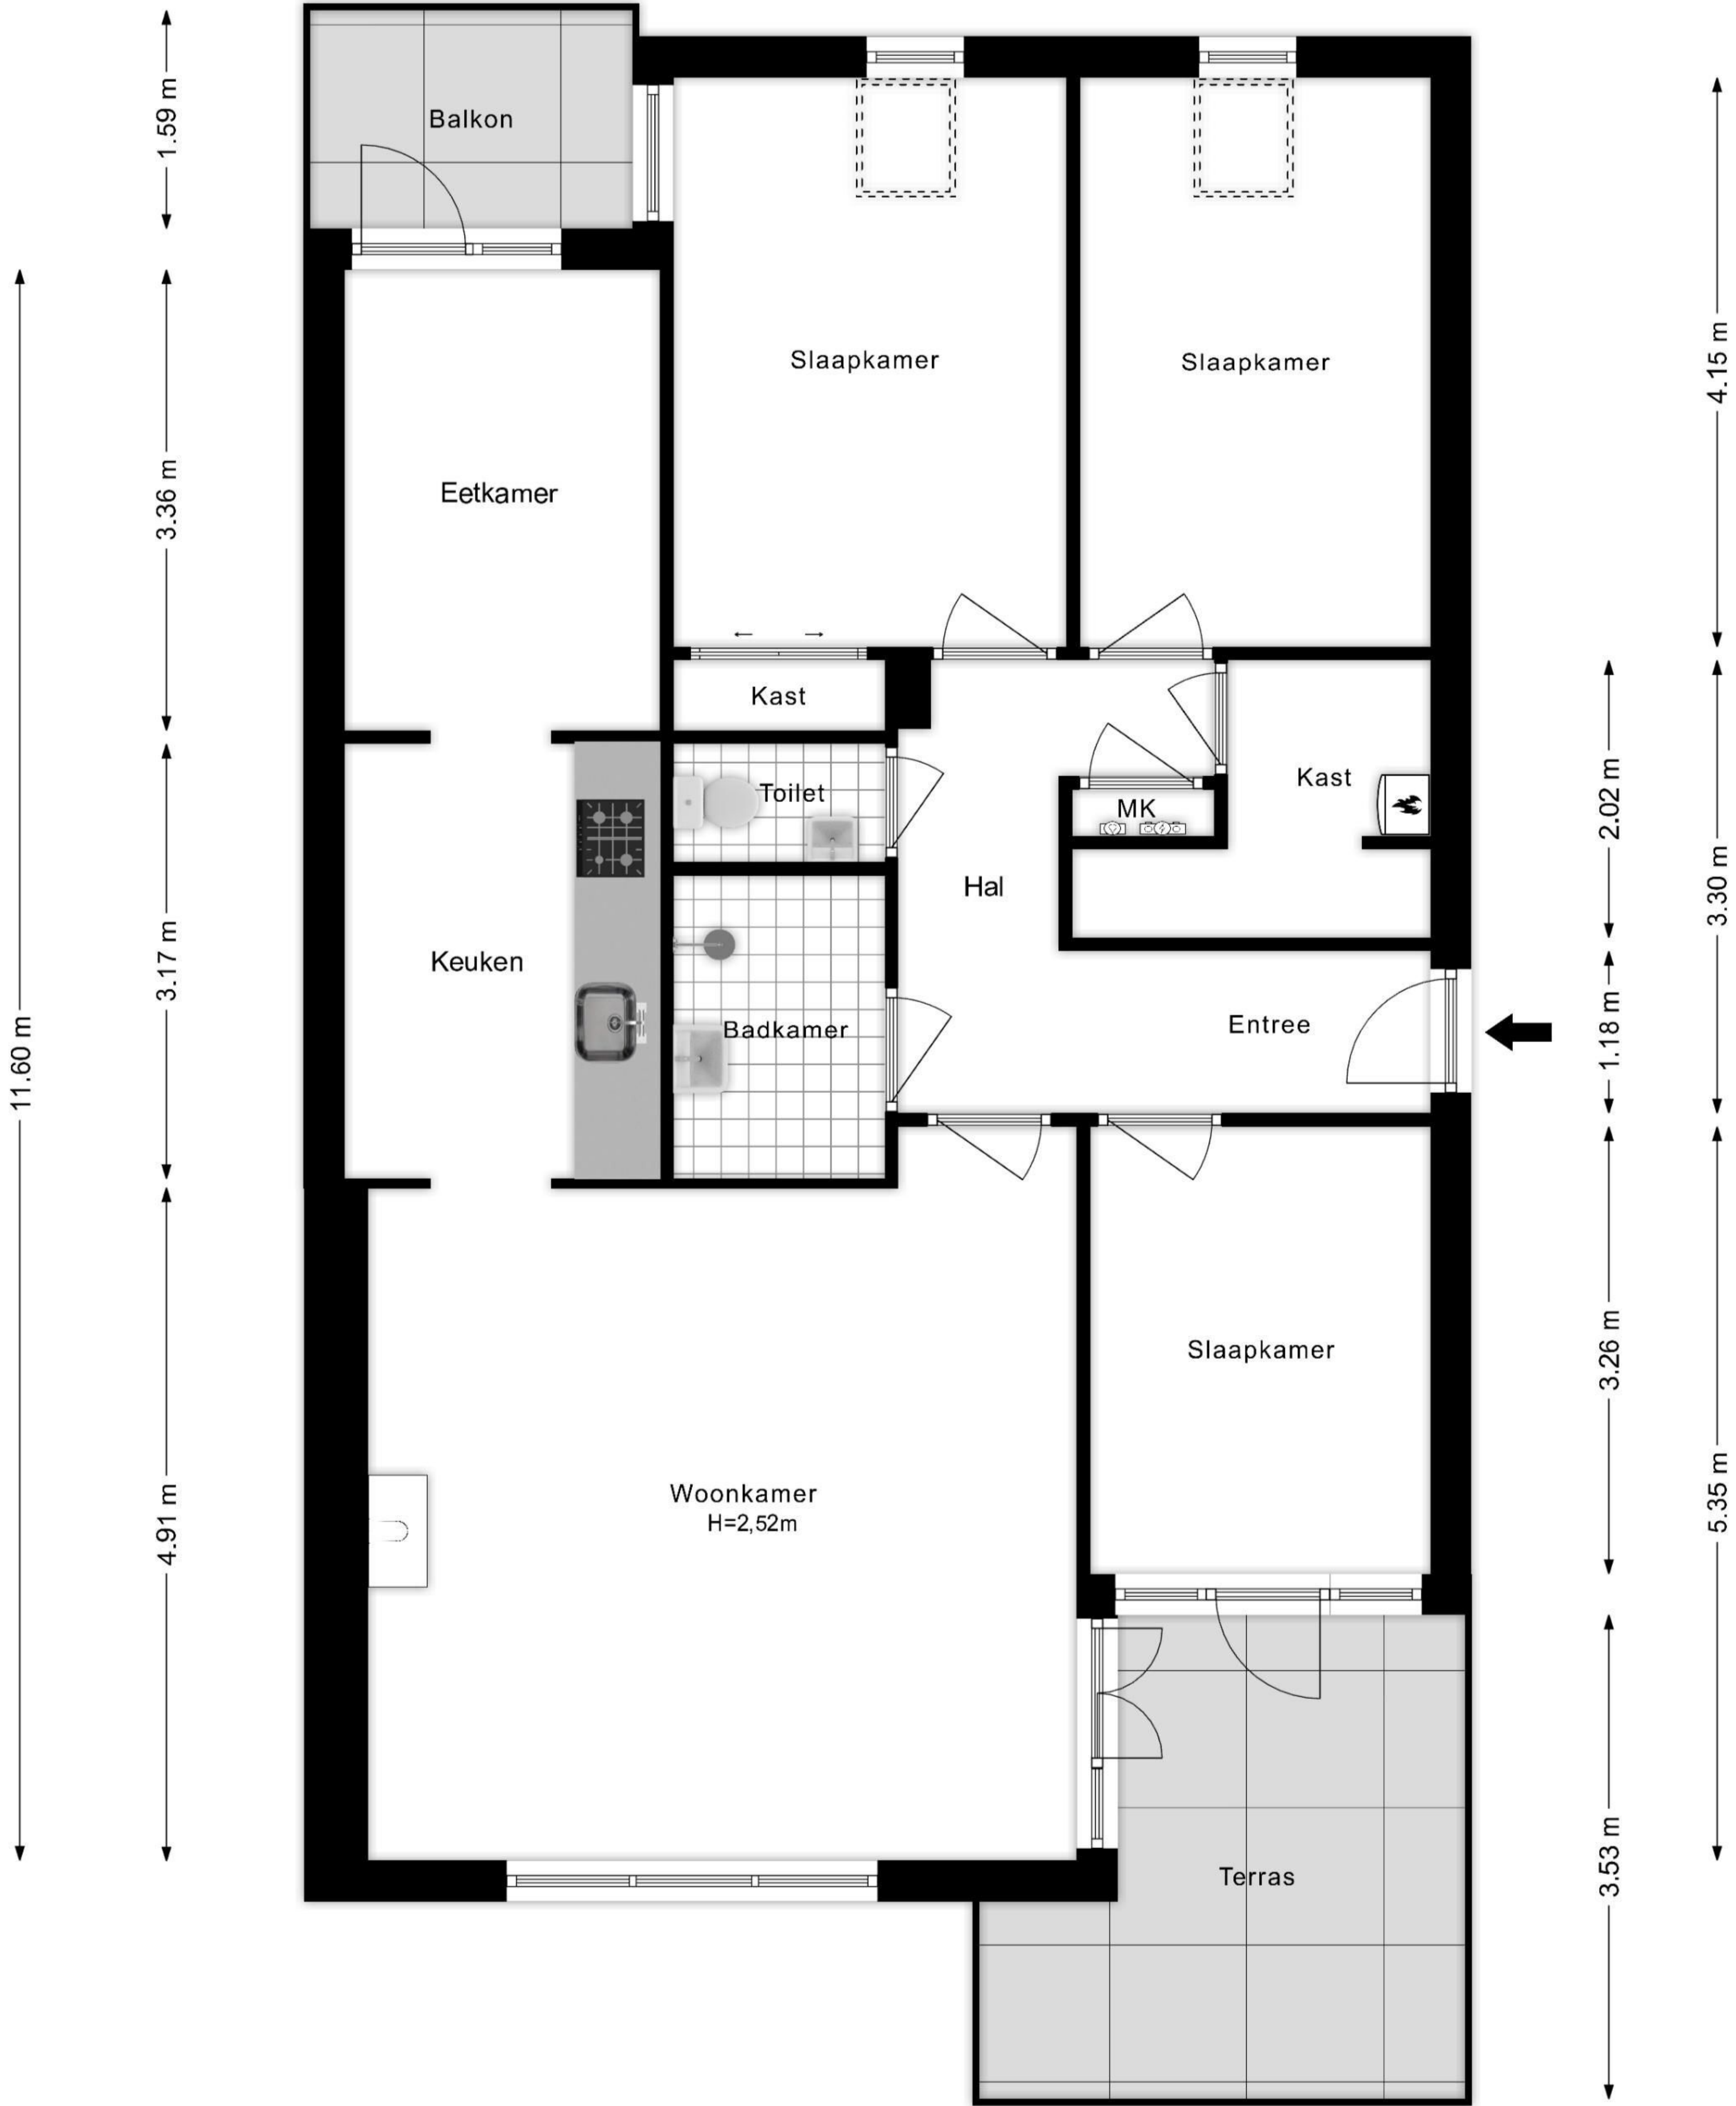 Balkon
1.59 m
Slaapkamer
Slaapkamer
4.15 m
Eetkamer
3.36 m
Kast
Toilet
MK
Kast
2.02 m
Hal
3.30 m
Keuken
3.17 m
Badkamer
Entree
1.18 m
11.60 m
Slaapkamer
3.26 m
Woonkamer
H=2,52m
4.91 m
5.35 m
Terras
3.53 m